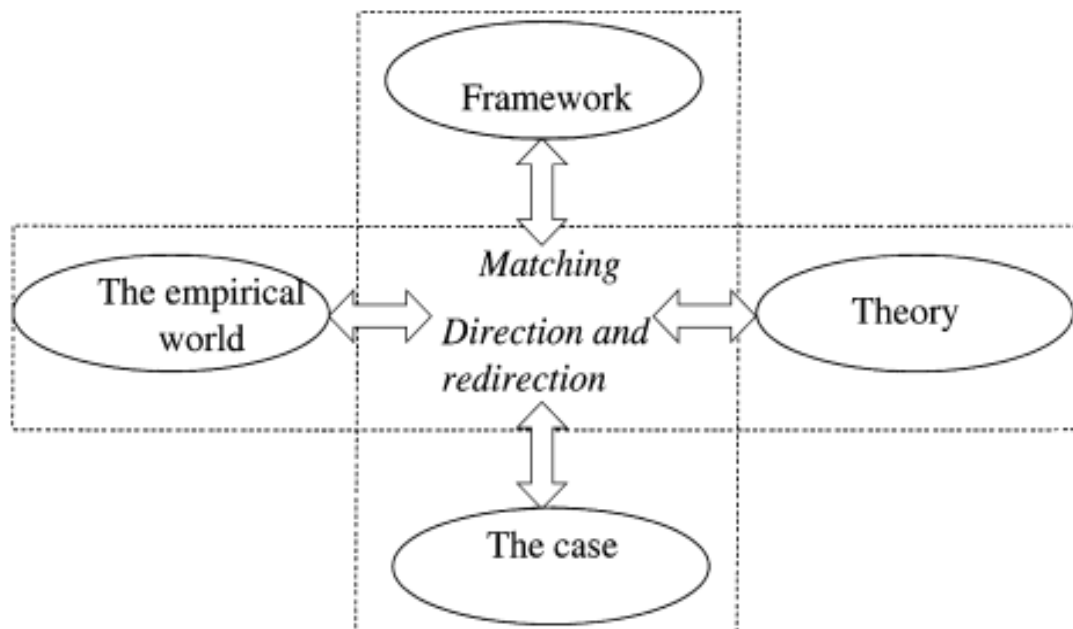 Framework
Matching
The empirical
world
Direction and
redirection
Theory
The case